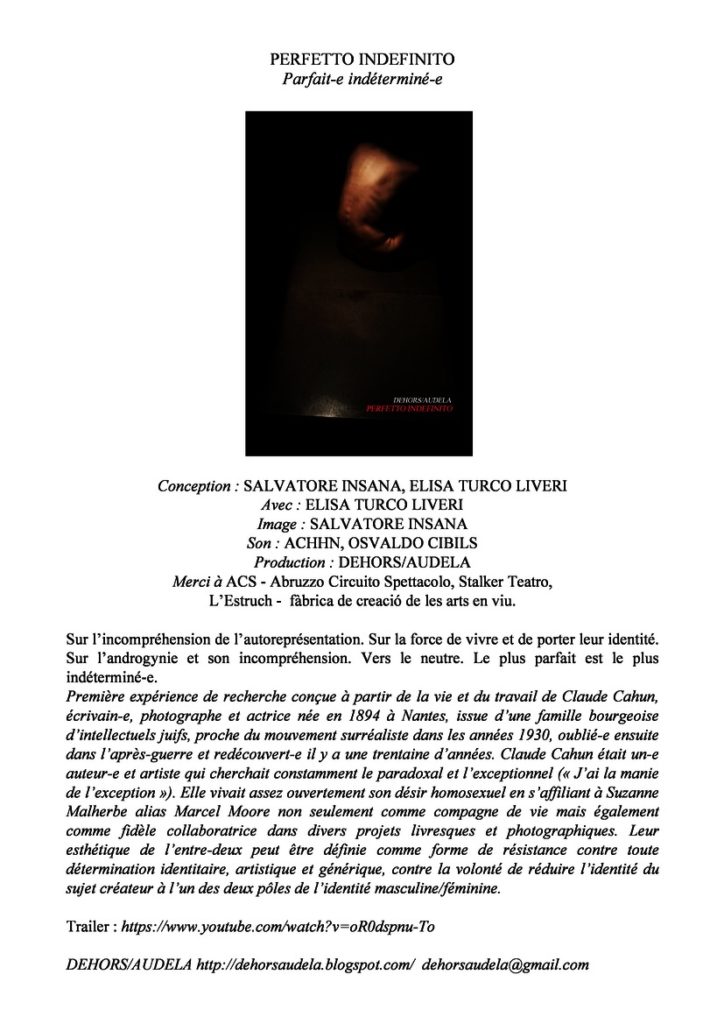 PERFETTO INDEFINITO
Parfait-e indéterminé-e
DEHORS/AUDELA
PERFETTO INDEFINITO
Conception : SALVATORE INSANA, ELISA TURCO LIVERI
Avec : ELISA TURCO LIVERI
Image : SALVATORE INSANA
Son : ACHHN, OSVALDO CIBILS
Production : DEHORS/AUDELA
Merci à ACS - Abruzzo Circuito Spettacolo, Stalker Teatro,
L’Estruch - fàbrica de creació de les arts en viu.
Sur l’incompréhension de l’autoreprésentation. Sur la force de vivre et de porter leur identité.
Sur l’androgynie et son incompréhension. Vers le neutre. Le plus parfait est le plus
indéterminé-e.
Première expérience de recherche conçue à partir de la vie et du travail de Claude Cahun,
écrivain-e, photographe et actrice née en 1894 à Nantes, issue d’une famille bourgeoise
d’intellectuels juifs, proche du mouvement surréaliste dans les années 1930, oublié-e ensuite
dans l’après-guerre et redécouvert-e il y a une trentaine d’années. Claude Cahun était un-e
auteur-e et artiste qui cherchait constamment le paradoxal et l’exceptionnel (« J’ai la manie
de l’exception »). Elle vivait assez ouvertement son désir homosexuel en s’affiliant à Suzanne
Malherbe alias Marcel Moore non seulement comme compagne de vie mais également
comme fidèle collaboratrice dans divers projets livresques et photographiques. Leur
esthétique de l’entre-deux peut être définie comme forme de résistance contre toute
détermination identitaire, artistique et générique, contre la volonté de réduire l’identité du
sujet créateur à l’un des deux pôles de l’identité masculine/féminine.
Trailer : https://www.youtube.com/watch?v=oR0dspnu-To
DEHORS/AUDELA http://dehorsaudela.blogspot.com/ dehorsaudela@gmail.com